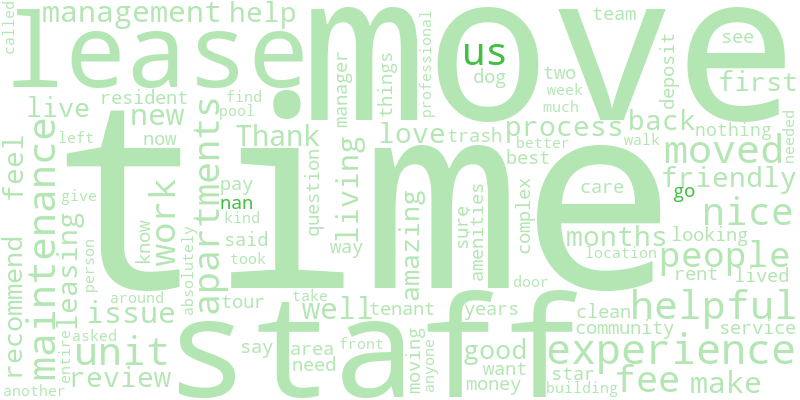 called
management
help
lease
move
us
team
see
professional
manager
things
dog
two
deposit
first
resident
find
week
live
new
pool
much
back
nothing
needed
feel
left
now
Thank
love
trash
process
better
walk
maintenance
apartments
time
question
living
best
moved
friendly
give
work
pay
nan
kind
care
go
nice
know
said
way
amazing
sure
amenities
complex
months
looking
people
location
person
absolutely
took
door
rent
lived
recommend
leasing
around
tour
take
well
tenant
years
clean
helpful
issue
staff
community
service
asked
entire
unit
say
area
front
moving
anyone
good
experience
need
want
star
review
money
building
fee
make
another